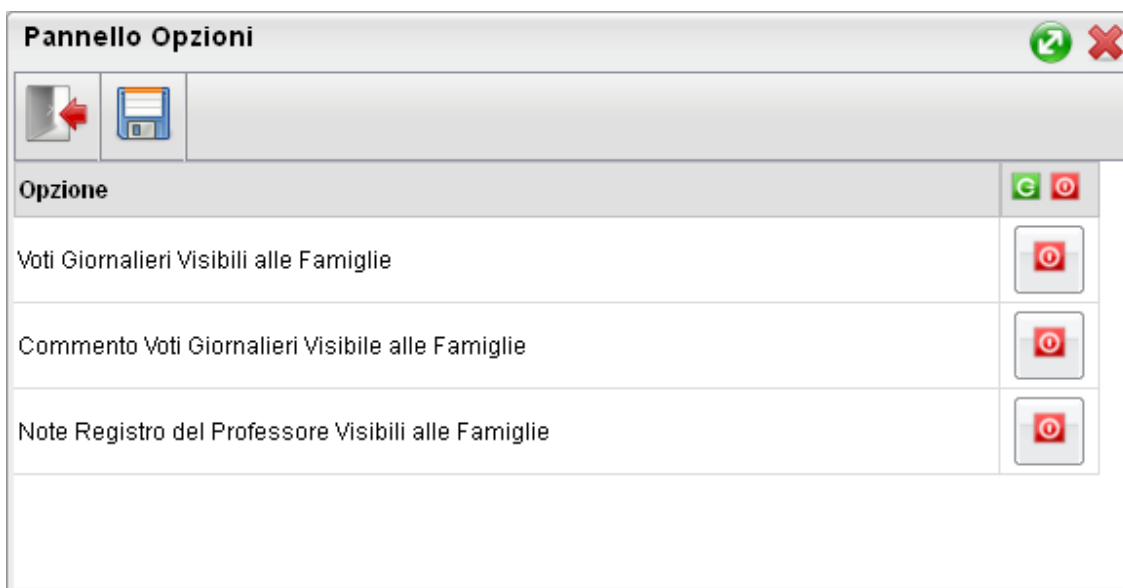 Pannello Opzioni
Opzione
Voti Giornalieri Visibili alle Famiglie
Commento Voti Giornalieri Visibile alle Famiglie
Note Registro del Professore Visibili alle Famiglie